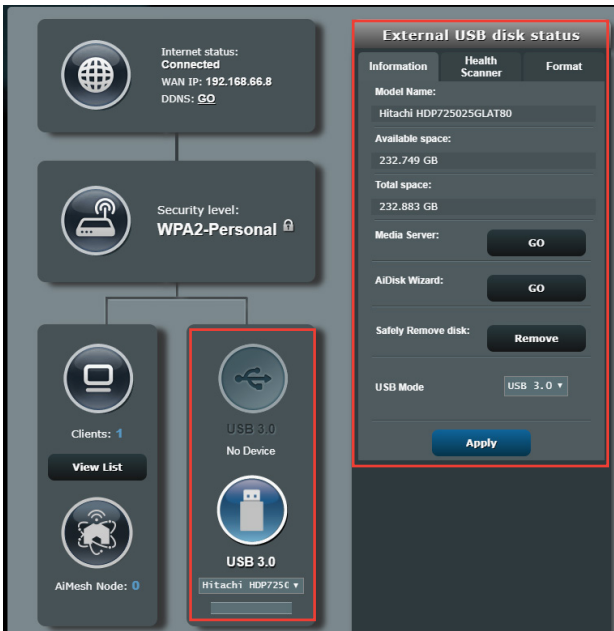 Internet status:
Connected
WAN IP: 192.168.66.8
DDNS: GO
Security level:
WPA2-Personal
Clients: 1
View List
AiMesh Node: 0
USB 3.0
No Device
USB 3.0
Hitachi HDP7250
External USB disk status
Information
Health
Scanner
Format
Model Name:
Hitachi HDP725025GLAT80
Available space:
232.749 GB
Total space:
232.883 GB
Media Server:
GO
AiDisk Wizard:
GO
Safely Remove disk:
Remove
USB Mode
USB 3.0
Apply